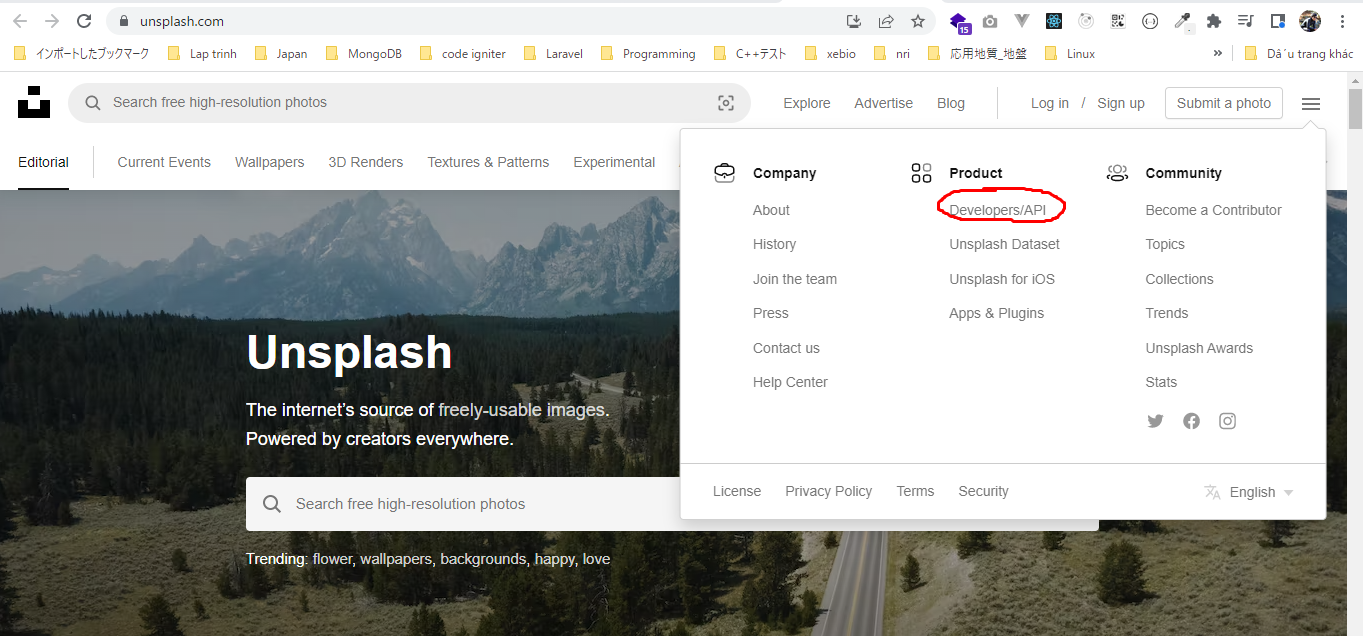 unsplash.com
15
インポートしたブックマーク Lap trinh Japan MongoDB code igniter Laravel Programming C++テスト xebio nri 応用地質_地盤 Linux » Dấu trang khác
Search free high-resolution photos Explore Advertise Blog Log in / Sign up Submit a photo
Editorial Current Events Wallpapers 3D Renders Textures & Patterns Experimental
Company
About
History
Join the team
Press
Contact us
Help Center
Product
Developers/API
Unsplash Dataset
Unsplash for iOS
Apps & Plugins
Community
Become a Contributor
Topics
Collections
Trends
Unsplash Awards
Stats
License Privacy Policy Terms Security English
Unsplash
The internet's source of freely-usable images.
Powered by creators everywhere.
Search free high-resolution photos
Trending: flower, wallpapers, backgrounds, happy, love